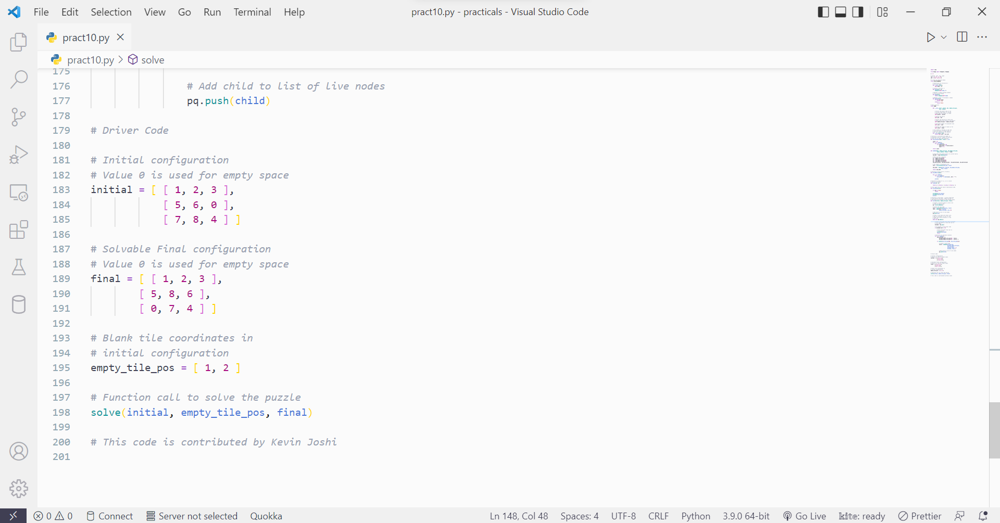 File Edit Selection View Go Run Terminal Help pract10.py - practicals - Visual Studio Code
pract10.py
pract10.py > solve
175
176 # Add child to list of live nodes
177 pq.push(child)
178
179 # Driver Code
180
181 # Initial configuration
182 # Value 0 is used for empty space
183 initial = [ [ 1, 2, 3 ],
184 [ 5, 6, 0 ],
185 [ 7, 8, 4 ] ]
186
187 # Solvable Final configuration
188 # Value 0 is used for empty space
189 final = [ [ 1, 2, 3 ],
190 [ 5, 8, 6 ],
191 [ 0, 7, 4 ] ]
192
193 # Blank tile coordinates in
194 # initial configuration
195 empty_tile_pos = [ 1, 2 ]
196
197 # Function call to solve the puzzle
198 solve(initial, empty_tile_pos, final)
199
200 # This code is contributed by Kevin Joshi
201
0 0 Connect Server not selected Quokka Ln 148, Col 48 Spaces: 4 UTF-8 CRLF Python 3.9.0 64-bit Go Live kite: ready Prettier